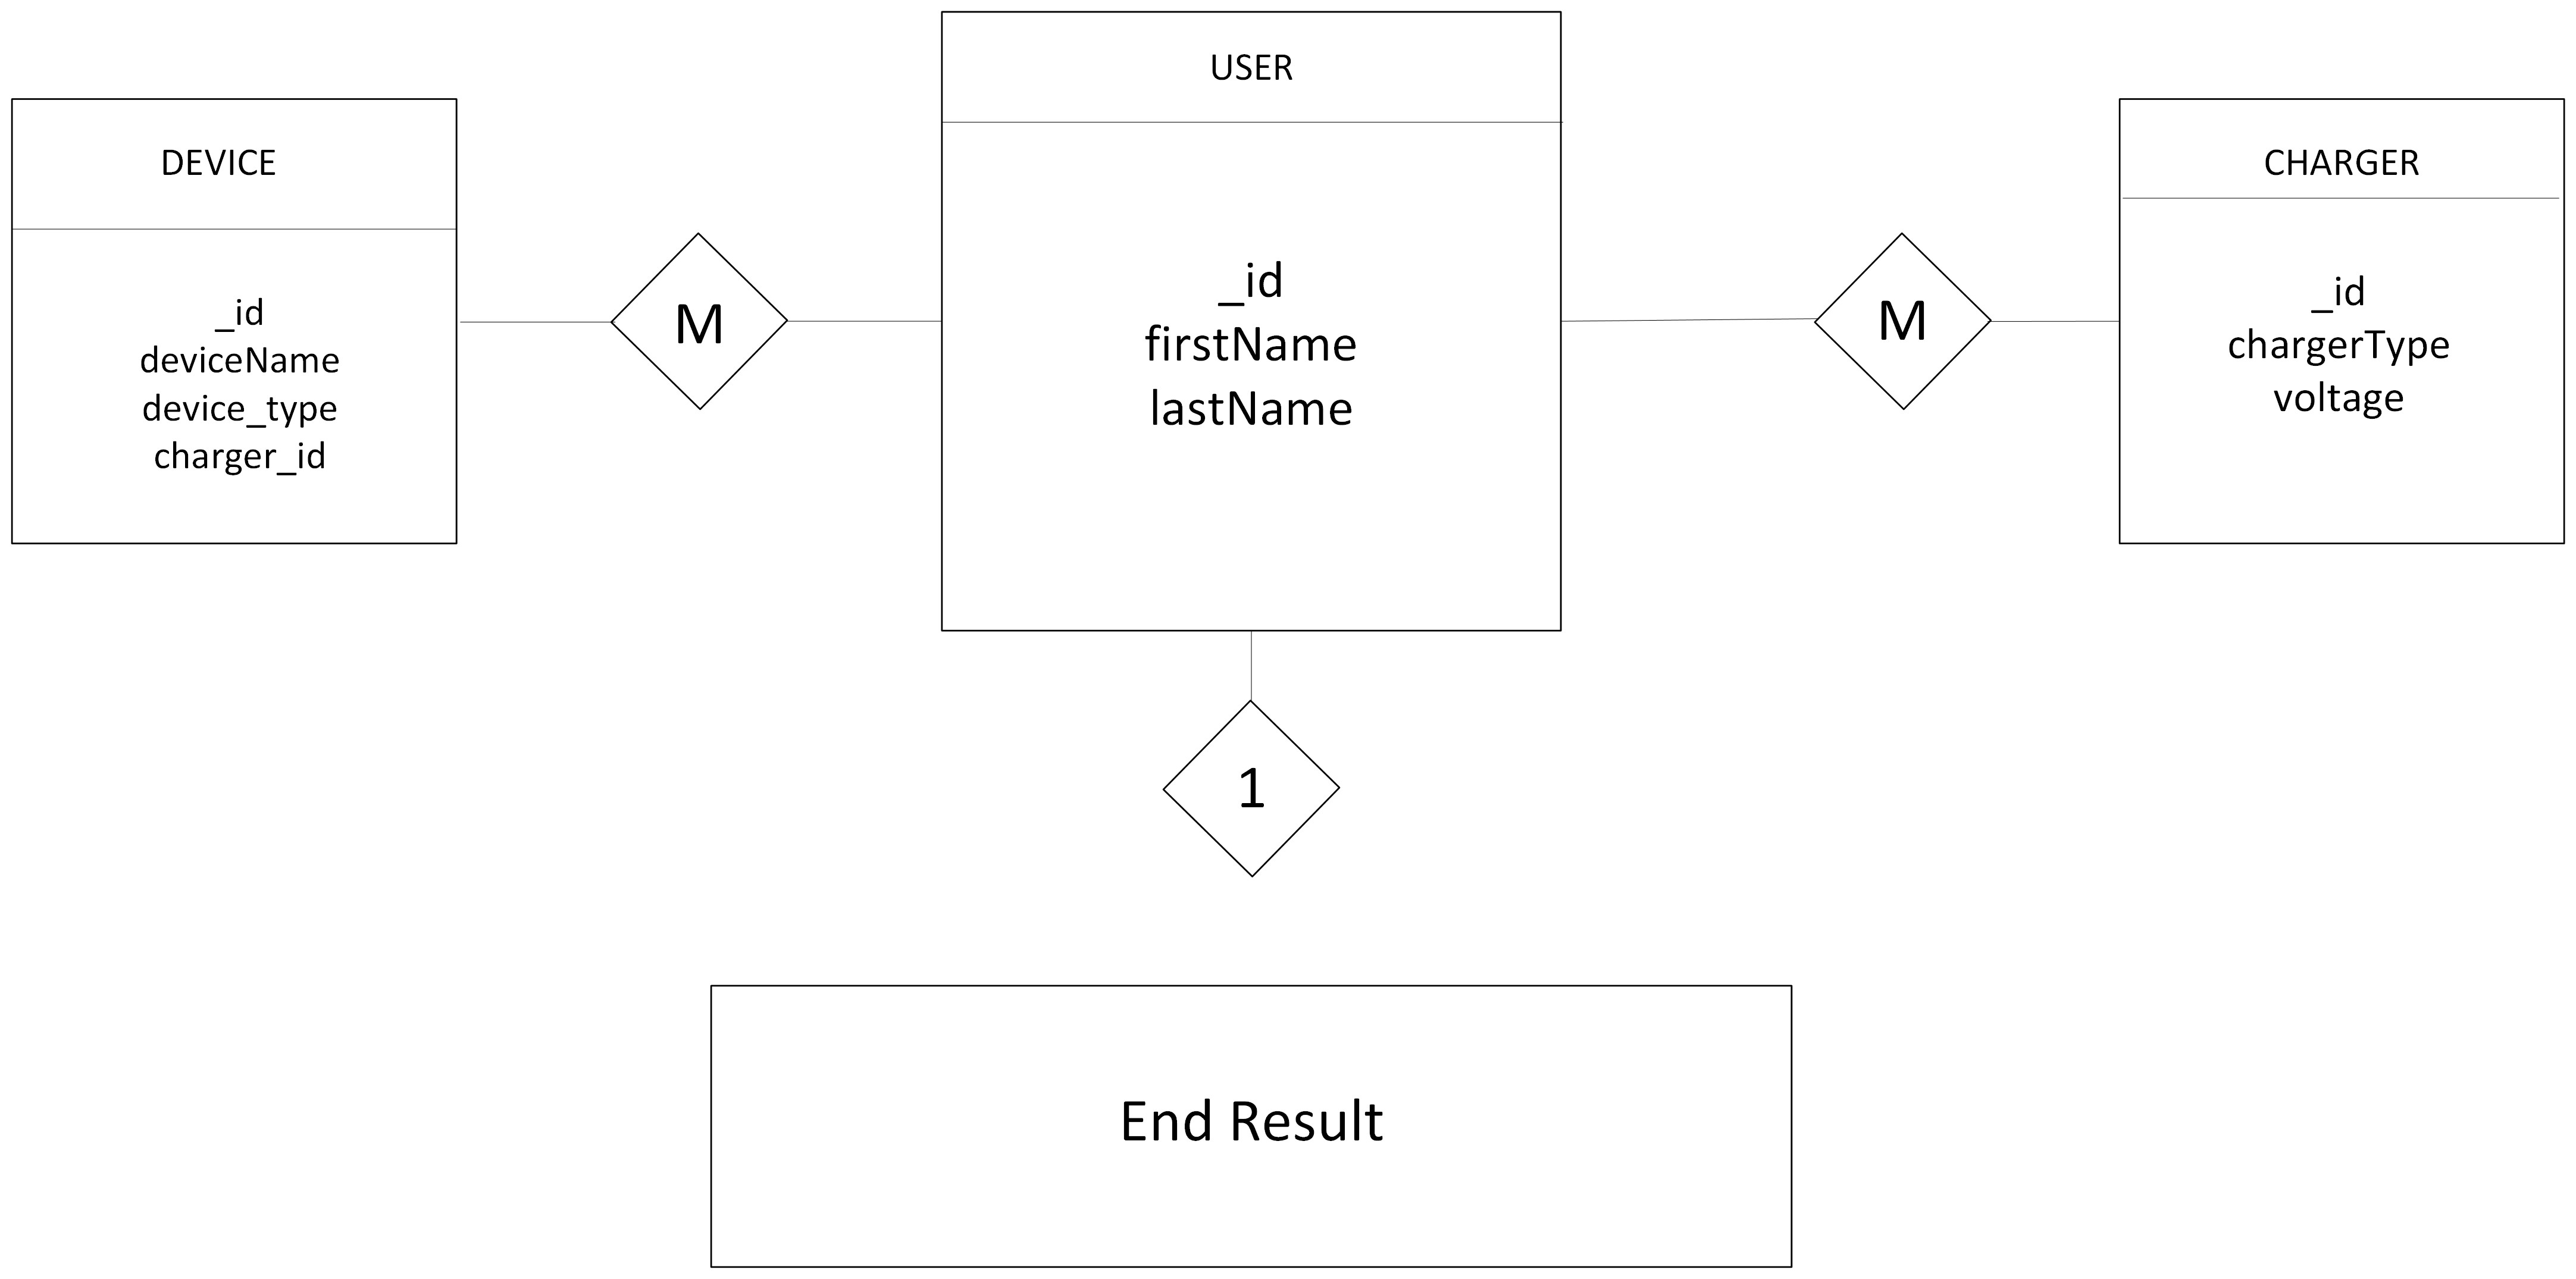 USER
_id
firstName
lastName
DEVICE
_id
deviceName
device_type
charger_id
M
M
CHARGER
_id
chargerType
voltage
1
End Result